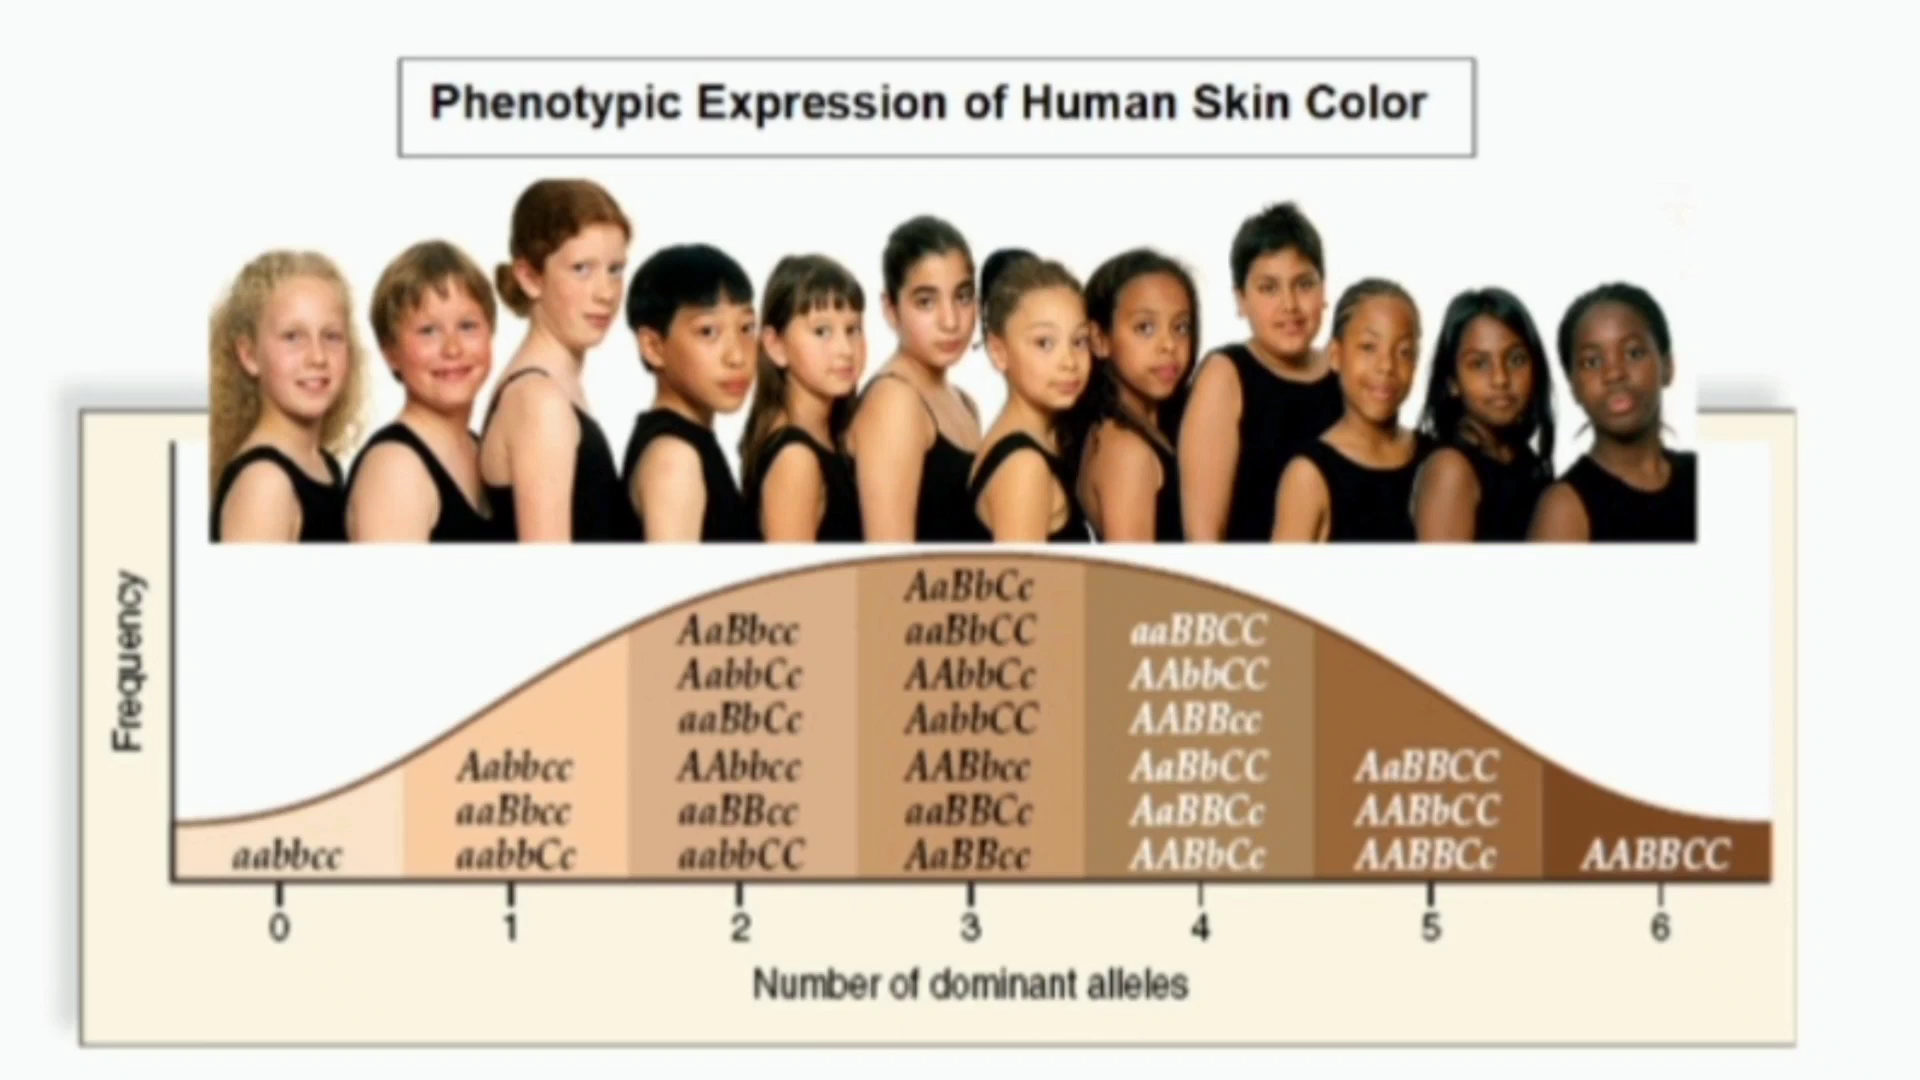 Phenotypic Expression of Human Skin Color
Frequency
aabbcc
Aabbcc
aaBbcc
aabbCc
AaBbcc
AabbCc
aaBbCc
AAbbcc
aaBBcc
aabbCC
AaBbCc
aaBbCC
AAbbCc
AabbCC
AABbcc
aaBBCc
AaBBcc
aaBBCC
AAbbCC
AABBcc
AaBbCC
AaBBCc
AABbCc
AaBBCC
AABbCC
AABBCc
AABBCC
0 1 2 3 4 5 6
Number of dominant alleles